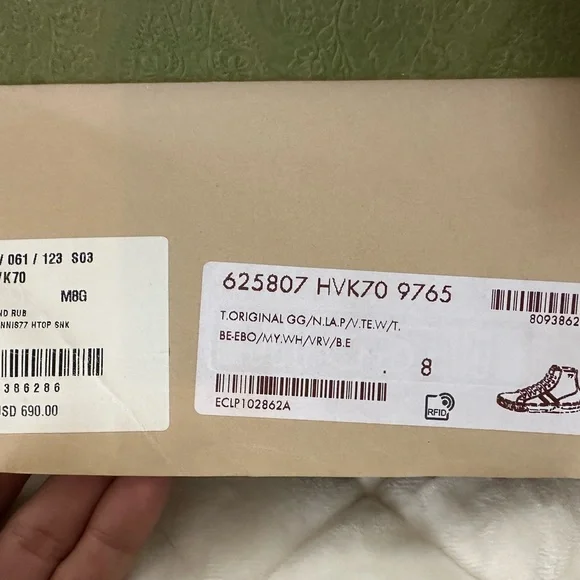 / 061 / 123 S03
VK70
M8G
ND RUB
NNIS77 HTOP SNK
386286
USD 690.00
625807 HVK70 9765
T.ORIGINAL GG/N.LA.P/V.TE.W/T.
BE-EBO/MY.WH/VRV/B.E
. 8
ECLP102862A
RFID
8093862